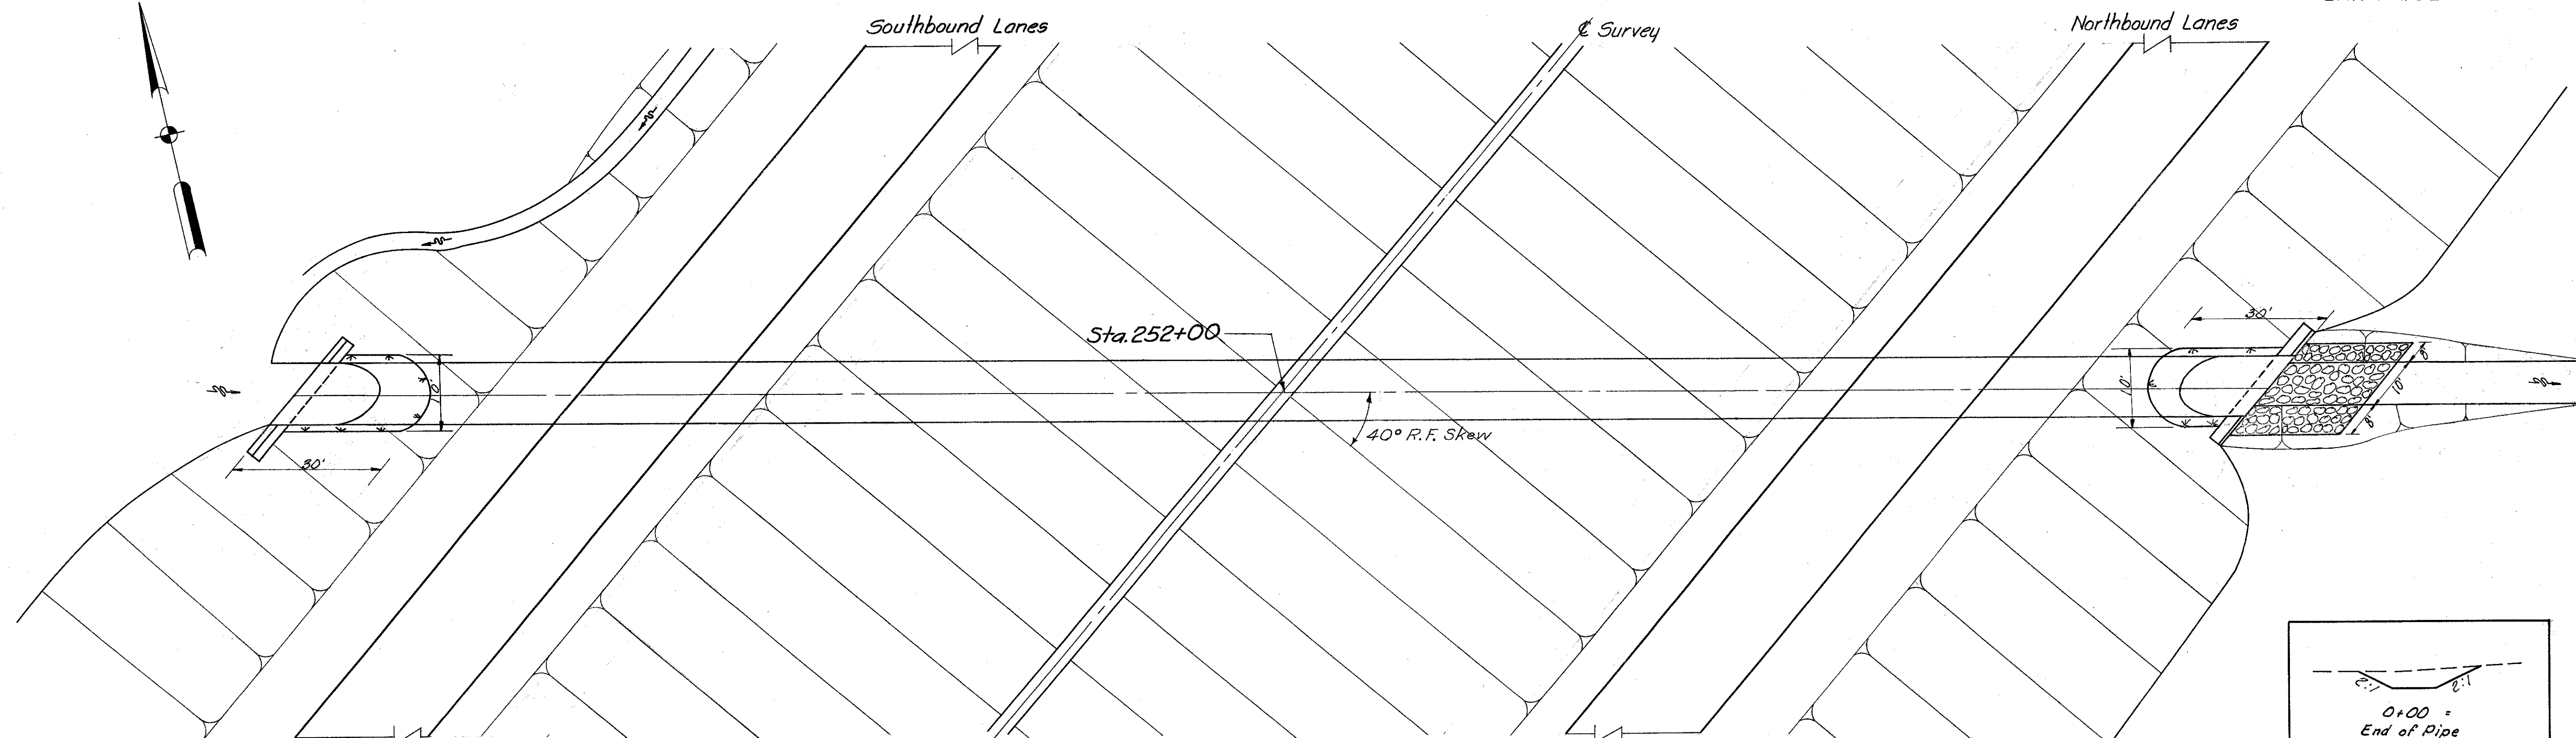 Southbound Lanes
℄ Survey
Northbound Lanes
Sta. 252+00
40° R.F. Skew
30'
10'
30'
10'
8'
10'
8'
2:1
2:1
0+00 =
End of Pipe